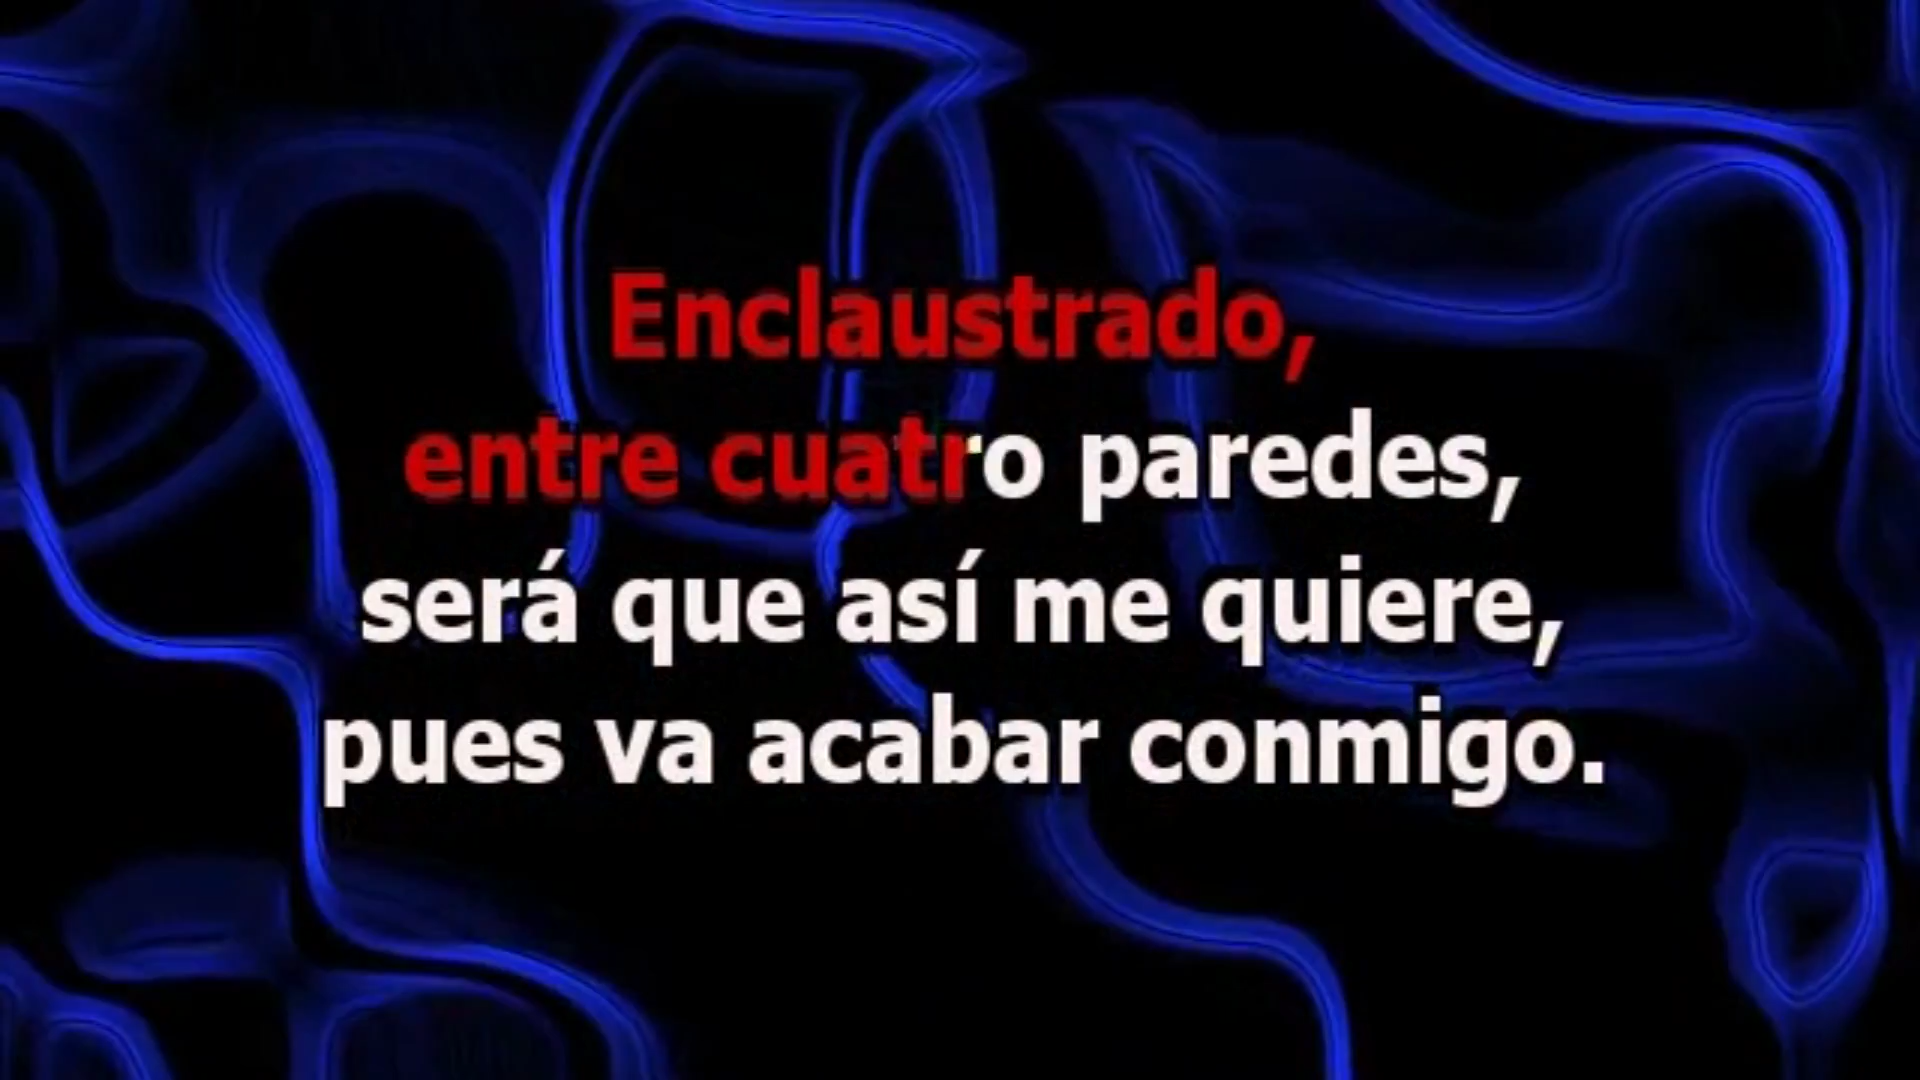 Enclaustrado,
entre cuatro paredes,
será que así me quiere,
pues va acabar conmigo.